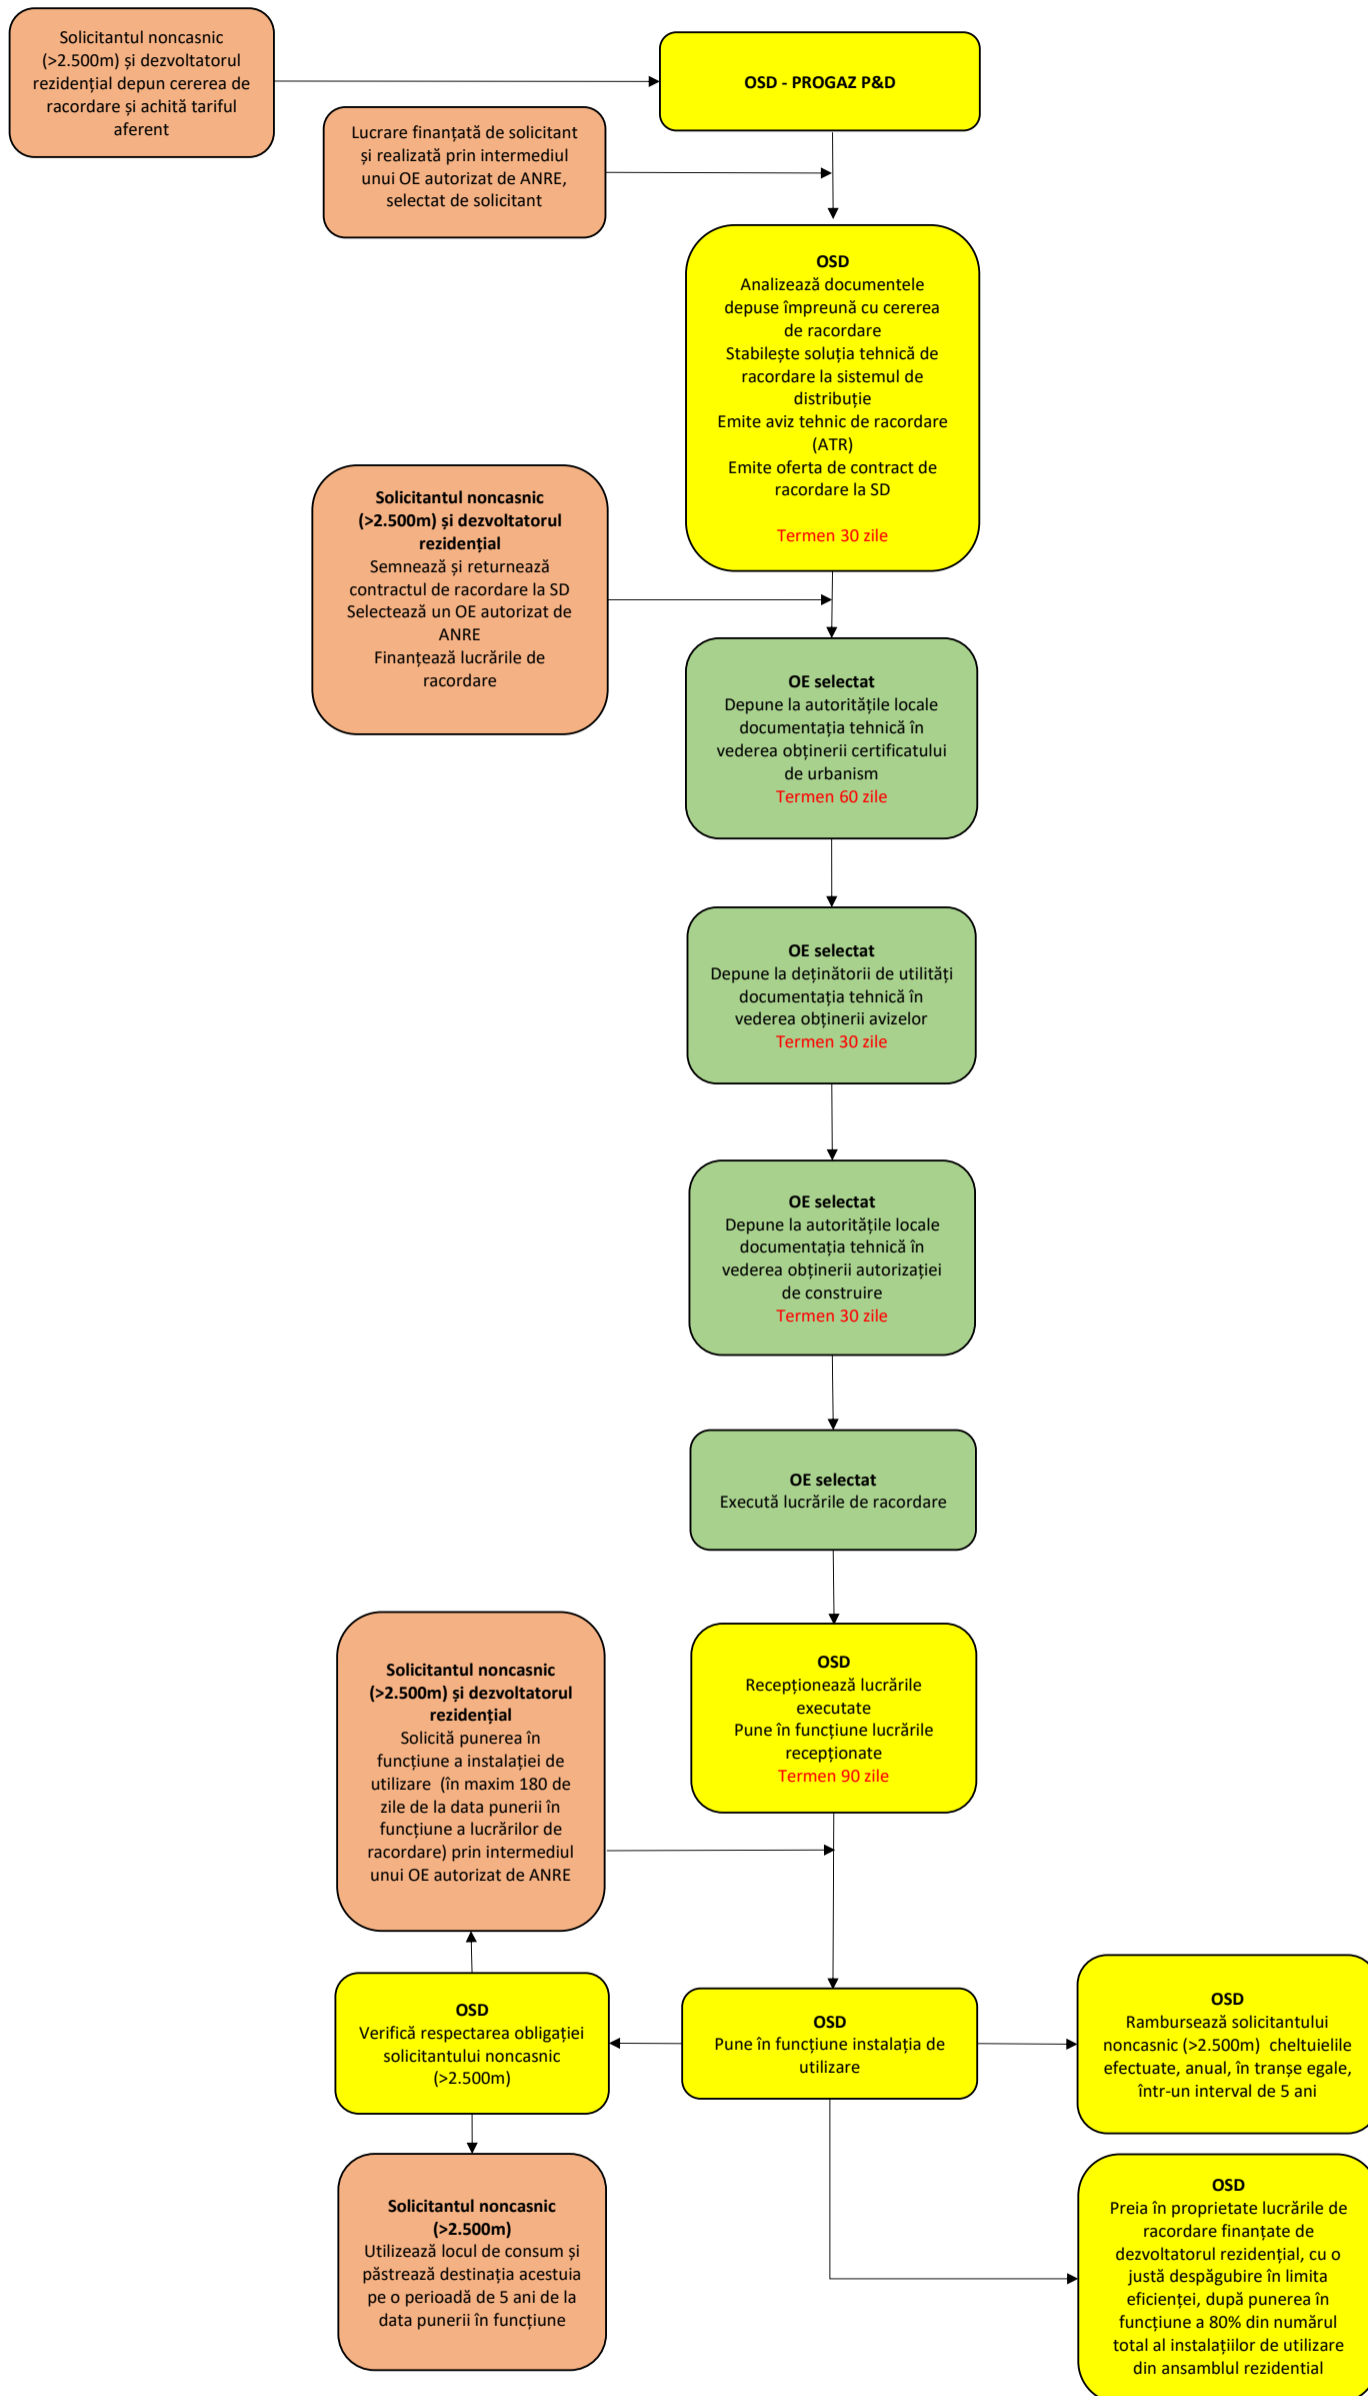 Solicitantul noncasnic
(>2.500m) și dezvoltatorul
rezidențial depun cererea de
racordare și achită tariful
aferent
OSD - PROGAZ P&D
Lucrare finanțată de solicitant
și realizată prin intermediul
unui OE autorizat de ANRE,
selectat de solicitant
OSD
Analizează documentele
depuse împreună cu cererea
de racordare
Stabilește soluția tehnică de
racordare la sistemul de
distribuție
Emite aviz tehnic de racordare
(ATR)
Emite oferta de contract de
racordare la SD
Termen 30 zile
Solicitantul noncasnic
(>2.500m) și dezvoltatorul
rezidențial
Semnează și returnează
contractul de racordare la SD
Selectează un OE autorizat de
ANRE
Finanțează lucrările de
racordare
OE selectat
Depune la autoritățile locale
documentația tehnică în
vederea obținerii certificatului
de urbanism
Termen 60 zile
OE selectat
Depune la deținătorii de utilități
documentația tehnică în
vederea obținerii avizelor
Termen 30 zile
OE selectat
Depune la autoritățile locale
documentația tehnică în
vederea obținerii autorizației
de construire
Termen 30 zile
OE selectat
Execută lucrările de racordare
OSD
Recepționează lucrările
executate
Pune în funcțiune lucrările
recepționate
Termen 90 zile
Solicitantul noncasnic
(>2.500m) și dezvoltatorul
rezidențial
Solicită punerea în
funcțiune a instalației de
utilizare (în maxim 180 de
zile de la data punerii în
funcțiune a lucrărilor de
racordare) prin intermediul
unui OE autorizat de ANRE
OSD
Verifică respectarea obligației
solicitantului noncasnic
(>2.500m)
OSD
Pune în funcțiune instalația de
utilizare
OSD
Rambursează solicitantului
noncasnic (>2.500m) cheltuielile
efectuate, anual, în tranșe egale,
într-un interval de 5 ani
Solicitantul noncasnic
(>2.500m)
Utilizează locul de consum și
păstrează destinația acestuia
pe o perioadă de 5 ani de la
data punerii în funcțiune
OSD
Preia în proprietate lucrările de
racordare finanțate de
dezvoltatorul rezidențial, cu o
justă despăgubire în limita
eficienței, după punerea în
funcțiune a 80% din numărul
total al instalațiilor de utilizare
din ansamblul rezidential